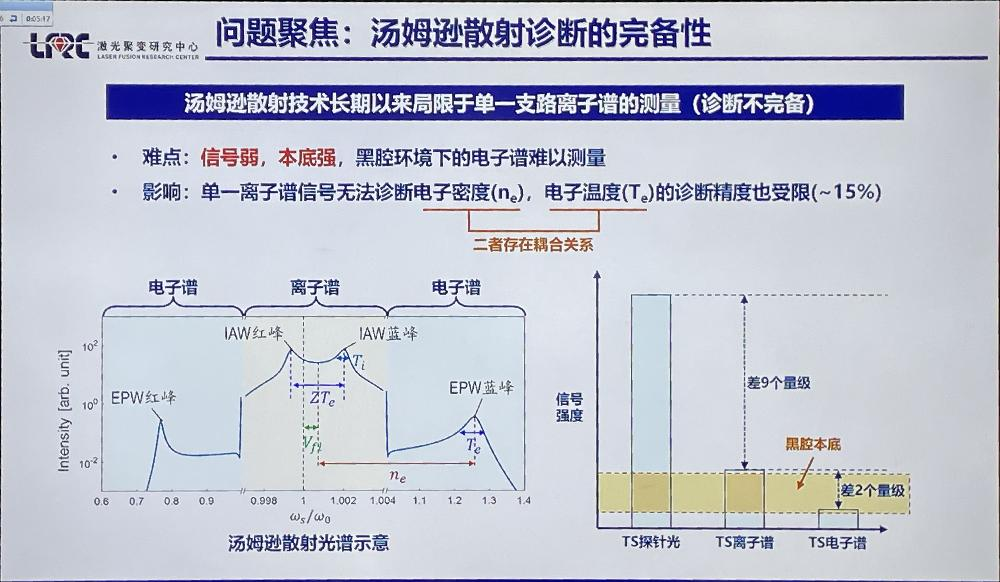 0:05:17
LFRC 激光聚变研究中心
LASER FUSION RESEARCH CENTER
问题聚焦：汤姆逊散射诊断的完备性
汤姆逊散射技术长期以来局限于单一支路离子谱的测量（诊断不完备）
• 难点：信号弱，本底强，黑腔环境下的电子谱难以测量
• 影响：单一离子谱信号无法诊断电子密度(ne)，电子温度(Te)的诊断精度也受限(~15%)
二者存在耦合关系
电子谱 离子谱 电子谱
IAW红峰 IAW蓝峰
Ti
ZTe
EPW红峰 EPW蓝峰
Vfl
Te
ne
Intensity [arb. unit]
10^2
10^0
10^-2
0.6 0.7 0.8 0.9 0.998 1 1.002 1.004 1.1 1.2 1.3 1.4
ωs/ω0
汤姆逊散射光谱示意
信号
强度
差9个量级
黑腔本底
差2个量级
TS探针光 TS离子谱 TS电子谱